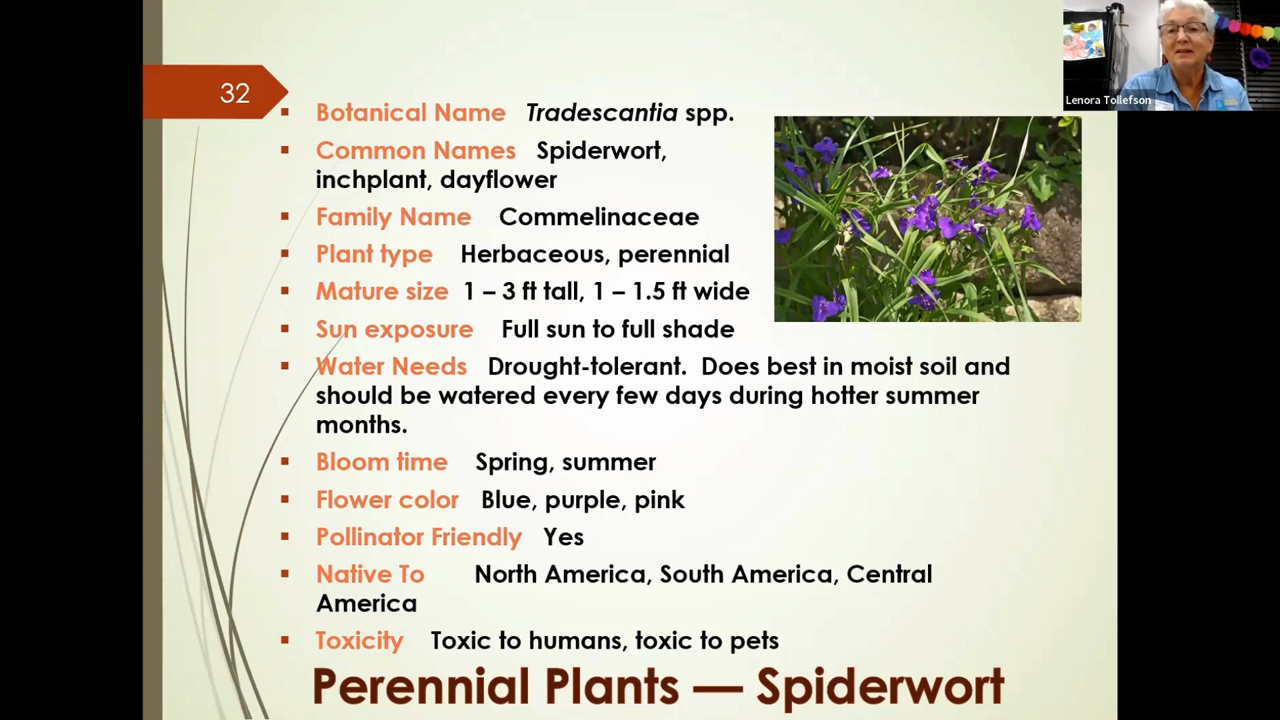 Lenora Tollefson
32
Botanical Name Tradescantia spp.
Common Names Spiderwort,
inchplant, dayflower
Family Name Commelinaceae
Plant type Herbaceous, perennial
Mature size 1 – 3 ft tall, 1 – 1.5 ft wide
Sun exposure Full sun to full shade
Water Needs Drought-tolerant. Does best in moist soil and
should be watered every few days during hotter summer
months.
Bloom time Spring, summer
Flower color Blue, purple, pink
Pollinator Friendly Yes
Native To North America, South America, Central
America
Toxicity Toxic to humans, toxic to pets
Perennial Plants — Spiderwort